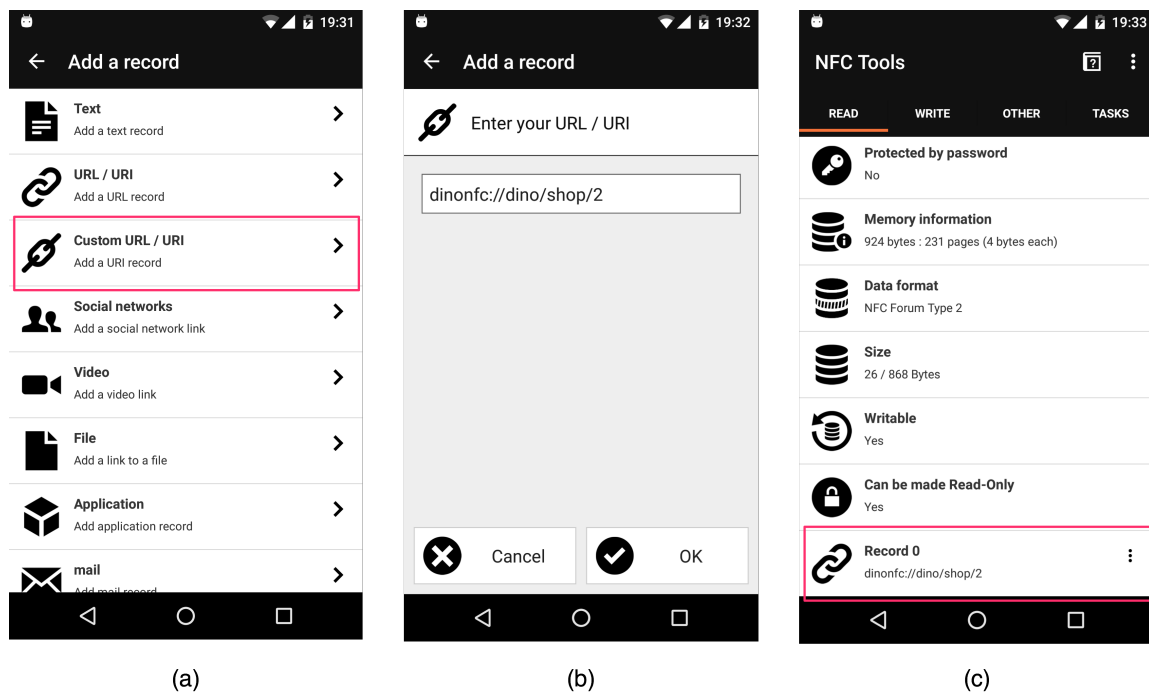 19:31
Add a record
Text
Add a text record
URL / URI
Add a URL record
Custom URL / URI
Add a URI record
Social networks
Add a social network link
Video
Add a video link
File
Add a link to a file
Application
Add application record
mail
Add mail record
(a)
19:32
Add a record
Enter your URL / URI
dinonfc://dino/shop/2
Cancel
OK
(b)
19:33
NFC Tools
READ
WRITE
OTHER
TASKS
Protected by password
No
Memory information
924 bytes : 231 pages (4 bytes each)
Data format
NFC Forum Type 2
Size
26 / 868 Bytes
Writable
Yes
Can be made Read-Only
Yes
Record 0
dinonfc://dino/shop/2
(c)